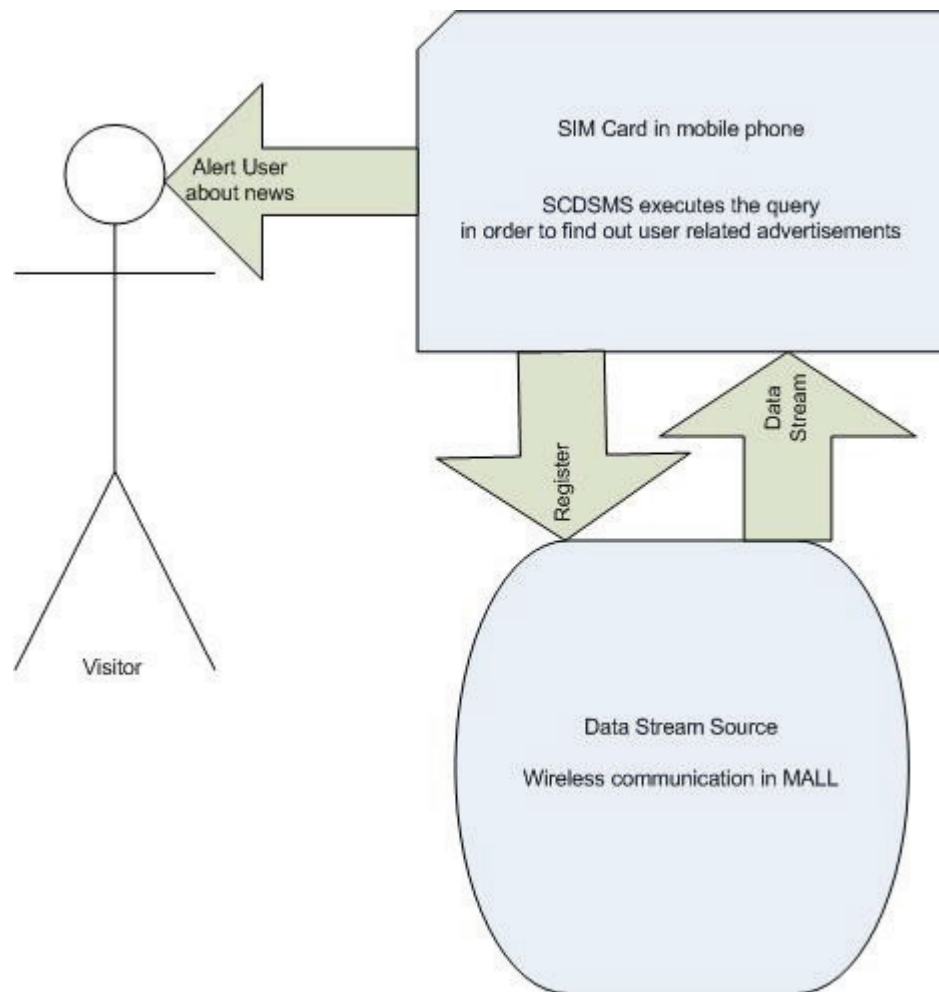 SIM Card in mobile phone
SCDSMS executes the query
in order to find out user related advertisements
Alert User
about news
Register
Data
Stream
Visitor
Data Stream Source
Wireless communication in MALL